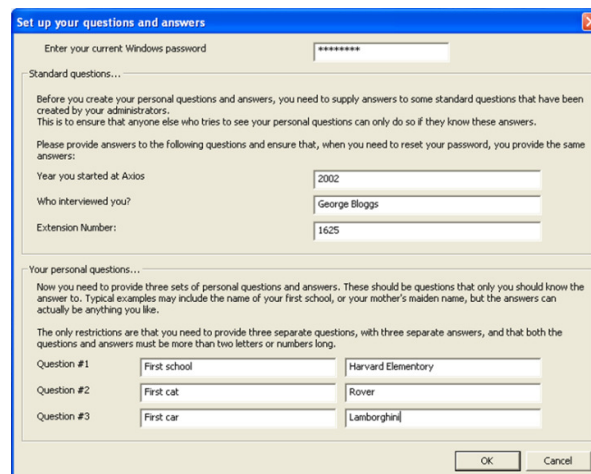 Set up your questions and answers
Enter your current Windows password ********
Standard questions...
Before you create your personal questions and answers, you need to supply answers to some standard questions that have been
created by your administrators.
This is to ensure that anyone else who tries to see your personal questions can only do so if they know these answers.
Please provide answers to the following questions and ensure that, when you need to reset your password, you provide the same
answers:
Year you started at Axios 2002
Who interviewed you? George Bloggs
Extension Number: 1625
Your personal questions...
Now you need to provide three sets of personal questions and answers. These should be questions that only you should know the
answer to. Typical examples may include the name of your first school, or your mother's maiden name, but the answers can
actually be anything you like.
The only restrictions are that you need to provide three separate questions, with three separate answers, and that both the
questions and answers must be more than two letters or numbers long.
Question #1 First school Harvard Elementory
Question #2 First cat Rover
Question #3 First car Lamborghini
OK Cancel